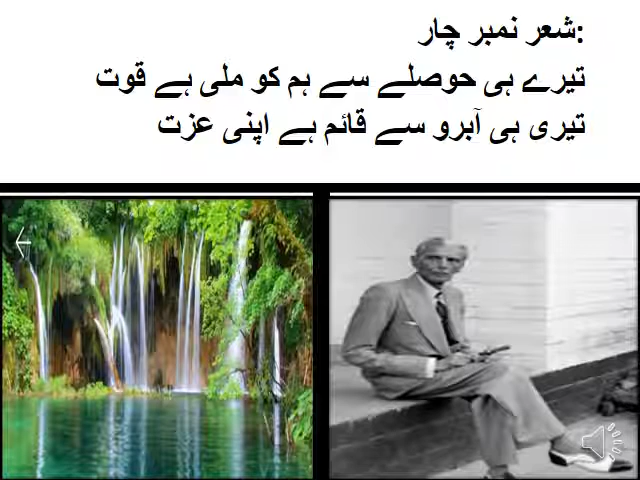 شعر نمبر چار:
تیرے ہی حوصلے سے ہم کو ملی ہے قوت
تیری ہی آبرو سے قائم ہے اپنی عزت